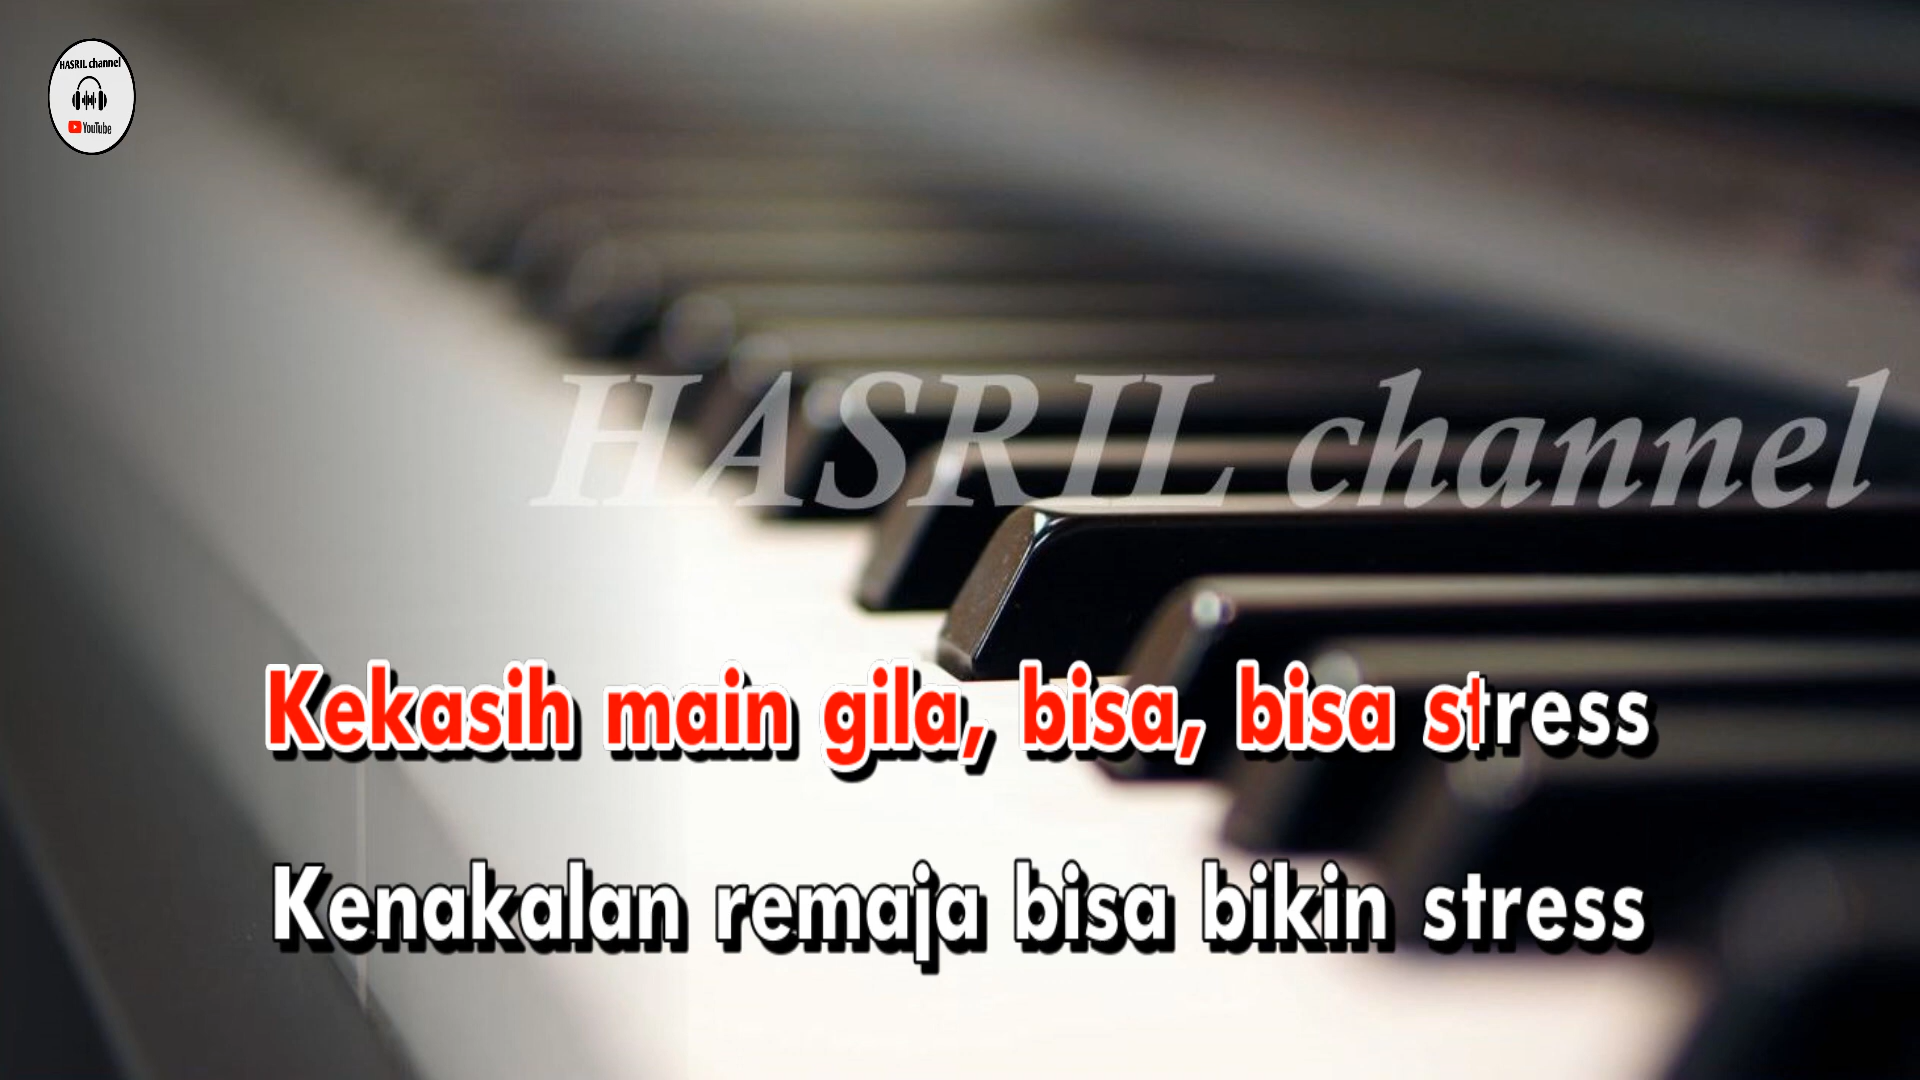 HASRIL channel
YouTube
HASRIL channel
Kekasih main gila, bisa, bisa stress
Kenakalan remaja bisa bikin stress